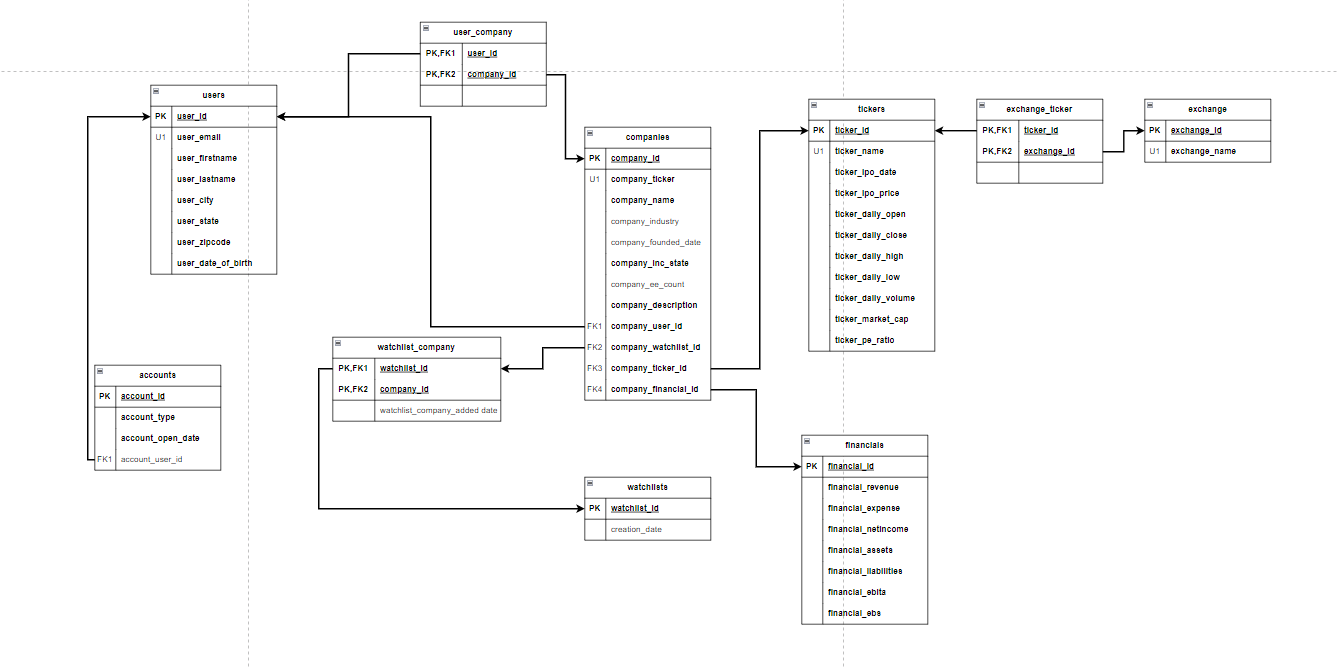 user_company
PK,FK1 user_id
PK,FK2 company_id
users
PK user_id
U1 user_email
user_firstname
user_lastname
user_city
user_state
user_zipcode
user_date_of_birth
companies
PK company_id
U1 company_ticker
company_name
company_industry
company_founded_date
company_inc_state
company_ee_count
company_description
FK1 company_user_id
FK2 company_watchlist_id
FK3 company_ticker_id
FK4 company_financial_id
tickers
PK ticker_id
U1 ticker_name
ticker_ipo_date
ticker_ipo_price
ticker_daily_open
ticker_daily_close
ticker_daily_high
ticker_daily_low
ticker_daily_volume
ticker_market_cap
ticker_pe_ratio
exchange_ticker
PK,FK1 ticker_id
PK,FK2 exchange_id
exchange
PK exchange_id
U1 exchange_name
watchlist_company
PK,FK1 watchlist_id
PK,FK2 company_id
watchlist_company_added date
accounts
PK account_id
account_type
account_open_date
FK1 account_user_id
watchlists
PK watchlist_id
creation_date
financials
PK financial_id
financial_revenue
financial_expense
financial_netincome
financial_assets
financial_liabilities
financial_ebita
financial_ebs